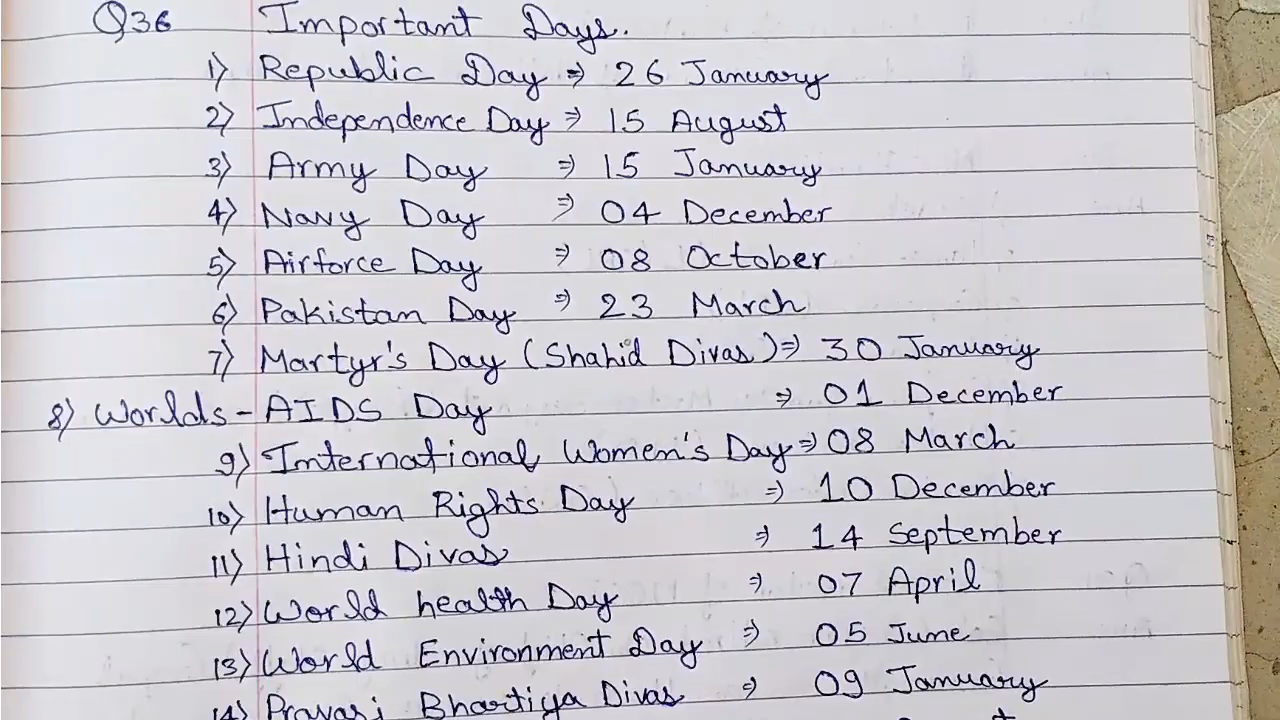 Q36 Important Days.
1) Republic Day ⇒ 26 January
2) Independence Day ⇒ 15 August
3) Army Day ⇒ 15 January
4) Navy Day ⇒ 04 December
5) Airforce Day ⇒ 08 October
6) Pakistan Day ⇒ 23 March
7) Martyr's Day (Shahid Divas) ⇒ 30 January
8) Worlds - AIDS Day ⇒ 01 December
9) International Women's Day ⇒ 08 March
10) Human Rights Day ⇒ 10 December
11) Hindi Divas ⇒ 14 September
12) World health Day ⇒ 07 April
13) World Environment Day ⇒ 05 June
14) Pravasi Bhartiya Divas ⇒ 09 January